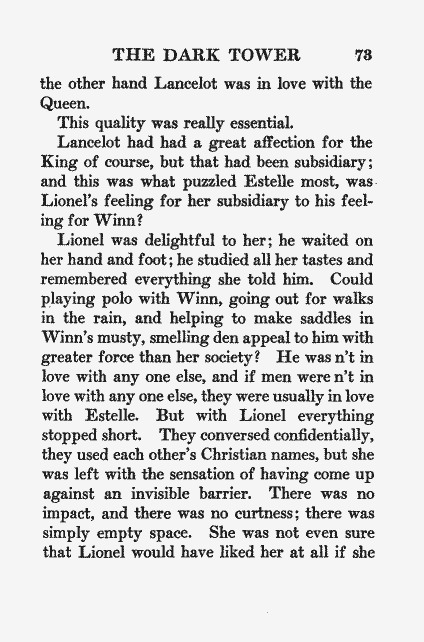 THE DARK TOWER 73
the other hand Lancelot was in love with the
Queen.
This quality was really essential.
Lancelot had had a great affection for the
King of course, but that had been subsidiary;
and this was what puzzled Estelle most, was
Lionel's feeling for her subsidiary to his feel-
ing for Winn?
Lionel was delightful to her; he waited on
her hand and foot; he studied all her tastes and
remembered everything she told him. Could
playing polo with Winn, going out for walks
in the rain, and helping to make saddles in
Winn's musty, smelling den appeal to him with
greater force than her society? He was n't in
love with any one else, and if men were n't in
love with any one else, they were usually in love
with Estelle. But with Lionel everything
stopped short. They conversed confidentially,
they used each other's Christian names, but she
was left with the sensation of having come up
against an invisible barrier. There was no
impact, and there was no curtness; there was
simply empty space. She was not even sure
that Lionel would have liked her at all if she